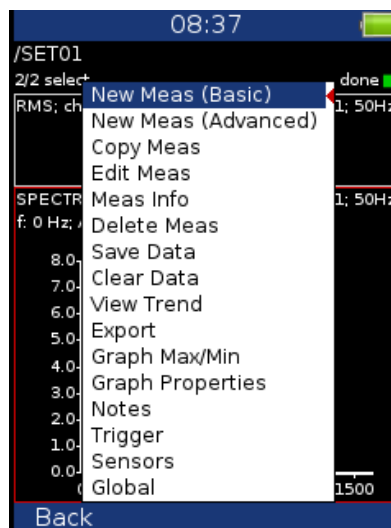 08:37
/SET01
2/2 select done
RMS; ch 1; 50Hz
New Meas (Basic)
New Meas (Advanced)
Copy Meas
Edit Meas
Meas Info
Delete Meas
Save Data
Clear Data
View Trend
Export
Graph Max/Min
Graph Properties
Notes
Trigger
Sensors
Global
SPECTR 1; 50Hz
f: 0 Hz;
8.0
7.0
6.0
5.0
4.0
3.0
2.0
1.0
0.0
1500
Back